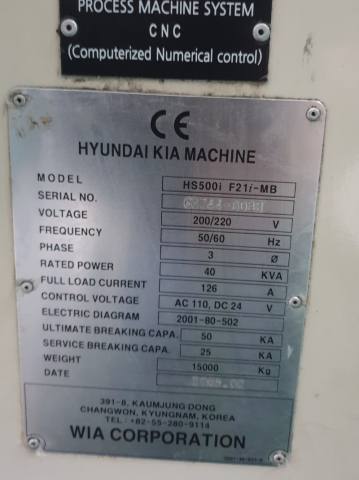 PROCESS MACHINE SYSTEM
CNC
(Computerized Numerical control)
CE
HYUNDAI KIA MACHINE
MODEL HS500i F21i-MB
SERIAL NO.
VOLTAGE 200/220 V
FREQUENCY 50/60 Hz
PHASE 3 Ø
RATED POWER 40 KVA
FULL LOAD CURRENT 126 A
CONTROL VOLTAGE AC 110, DC 24 V
ELECTRIC DIAGRAM 2001-80-502
ULTIMATE BREAKING CAPA. 50 KA
SERVICE BREAKING CAPA. 25 KA
WEIGHT 15000 Kg
DATE
391-8, KAUMJUNG DONG
CHANGWON, KYUNGNAM, KOREA
TEL: +82-55-280-9114
WIA CORPORATION